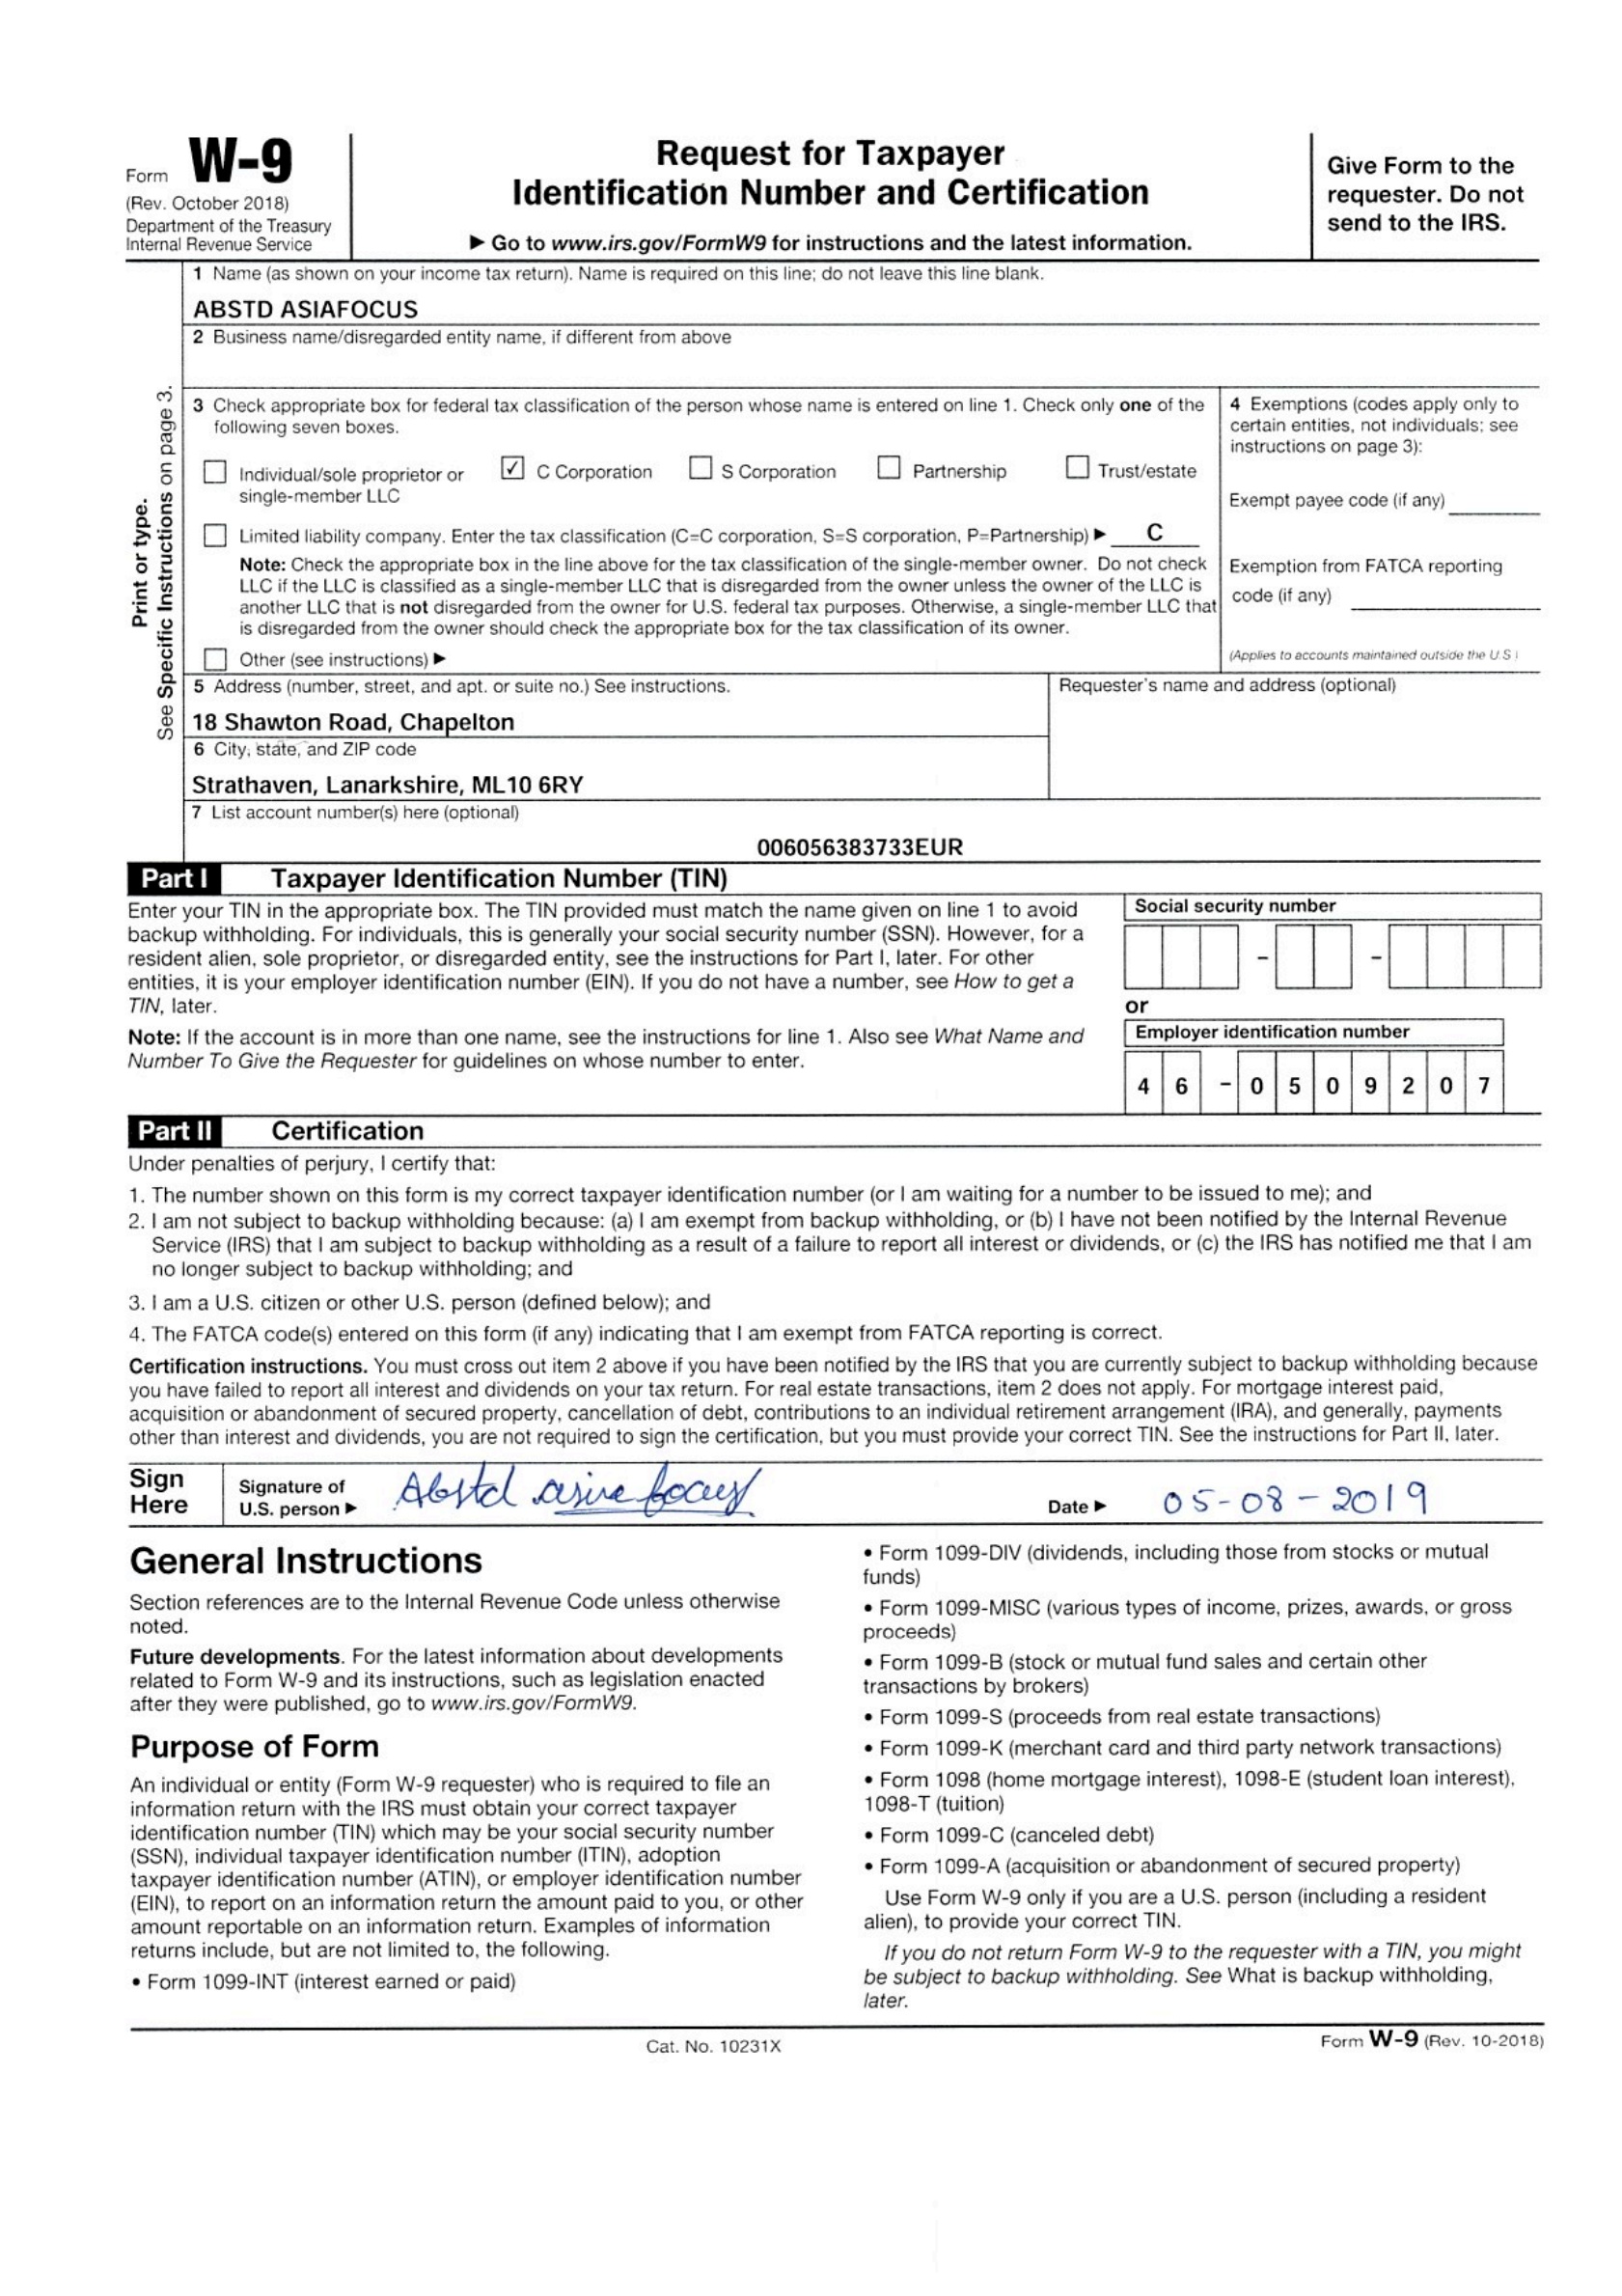 Form W-9
(Rev. October 2018)
Department of the Treasury
Internal Revenue Service
Request for Taxpayer
Identification Number and Certification
▶ Go to www.irs.gov/FormW9 for instructions and the latest information.
Give Form to the
requester. Do not
send to the IRS.
Print or type.
See Specific Instructions on page 3.
1 Name (as shown on your income tax return). Name is required on this line; do not leave this line blank.
ABSTD ASIAFOCUS
2 Business name/disregarded entity name, if different from above
3 Check appropriate box for federal tax classification of the person whose name is entered on line 1. Check only one of the
following seven boxes.
☐ Individual/sole proprietor or
single-member LLC
☑ C Corporation ☐ S Corporation ☐ Partnership ☐ Trust/estate
☐ Limited liability company. Enter the tax classification (C=C corporation, S=S corporation, P=Partnership) ▶ C
Note: Check the appropriate box in the line above for the tax classification of the single-member owner. Do not check
LLC if the LLC is classified as a single-member LLC that is disregarded from the owner unless the owner of the LLC is
another LLC that is not disregarded from the owner for U.S. federal tax purposes. Otherwise, a single-member LLC that
is disregarded from the owner should check the appropriate box for the tax classification of its owner.
☐ Other (see instructions) ▶
4 Exemptions (codes apply only to
certain entities, not individuals; see
instructions on page 3):
Exempt payee code (if any)
Exemption from FATCA reporting
code (if any)
(Applies to accounts maintained outside the U.S.)
5 Address (number, street, and apt. or suite no.) See instructions.
18 Shawton Road, Chapelton
Requester's name and address (optional)
6 City, state, and ZIP code
Strathaven, Lanarkshire, ML10 6RY
7 List account number(s) here (optional)
006056383733EUR
Part I Taxpayer Identification Number (TIN)
Enter your TIN in the appropriate box. The TIN provided must match the name given on line 1 to avoid
backup withholding. For individuals, this is generally your social security number (SSN). However, for a
resident alien, sole proprietor, or disregarded entity, see the instructions for Part I, later. For other
entities, it is your employer identification number (EIN). If you do not have a number, see How to get a
TIN, later.
Note: If the account is in more than one name, see the instructions for line 1. Also see What Name and
Number To Give the Requester for guidelines on whose number to enter.
Social security number
– –
or
Employer identification number
4 6 – 0 5 0 9 2 0 7
Part II Certification
Under penalties of perjury, I certify that:
1. The number shown on this form is my correct taxpayer identification number (or I am waiting for a number to be issued to me); and
2. I am not subject to backup withholding because: (a) I am exempt from backup withholding, or (b) I have not been notified by the Internal Revenue
Service (IRS) that I am subject to backup withholding as a result of a failure to report all interest or dividends, or (c) the IRS has notified me that I am
no longer subject to backup withholding; and
3. I am a U.S. citizen or other U.S. person (defined below); and
4. The FATCA code(s) entered on this form (if any) indicating that I am exempt from FATCA reporting is correct.
Certification instructions. You must cross out item 2 above if you have been notified by the IRS that you are currently subject to backup withholding because
you have failed to report all interest and dividends on your tax return. For real estate transactions, item 2 does not apply. For mortgage interest paid,
acquisition or abandonment of secured property, cancellation of debt, contributions to an individual retirement arrangement (IRA), and generally, payments
other than interest and dividends, you are not required to sign the certification, but you must provide your correct TIN. See the instructions for Part II, later.
Sign
Here
Signature of
U.S. person ▶ Abstd focus
Date ▶ 05-08-2019
General Instructions
Section references are to the Internal Revenue Code unless otherwise
noted.
Future developments. For the latest information about developments
related to Form W-9 and its instructions, such as legislation enacted
after they were published, go to www.irs.gov/FormW9.
Purpose of Form
An individual or entity (Form W-9 requester) who is required to file an
information return with the IRS must obtain your correct taxpayer
identification number (TIN) which may be your social security number
(SSN), individual taxpayer identification number (ITIN), adoption
taxpayer identification number (ATIN), or employer identification number
(EIN), to report on an information return the amount paid to you, or other
amount reportable on an information return. Examples of information
returns include, but are not limited to, the following.
• Form 1099-INT (interest earned or paid)
• Form 1099-DIV (dividends, including those from stocks or mutual
funds)
• Form 1099-MISC (various types of income, prizes, awards, or gross
proceeds)
• Form 1099-B (stock or mutual fund sales and certain other
transactions by brokers)
• Form 1099-S (proceeds from real estate transactions)
• Form 1099-K (merchant card and third party network transactions)
• Form 1098 (home mortgage interest), 1098-E (student loan interest),
1098-T (tuition)
• Form 1099-C (canceled debt)
• Form 1099-A (acquisition or abandonment of secured property)
Use Form W-9 only if you are a U.S. person (including a resident
alien), to provide your correct TIN.
If you do not return Form W-9 to the requester with a TIN, you might
be subject to backup withholding. See What is backup withholding,
later.
Cat. No. 10231X
Form W-9 (Rev. 10-2018)